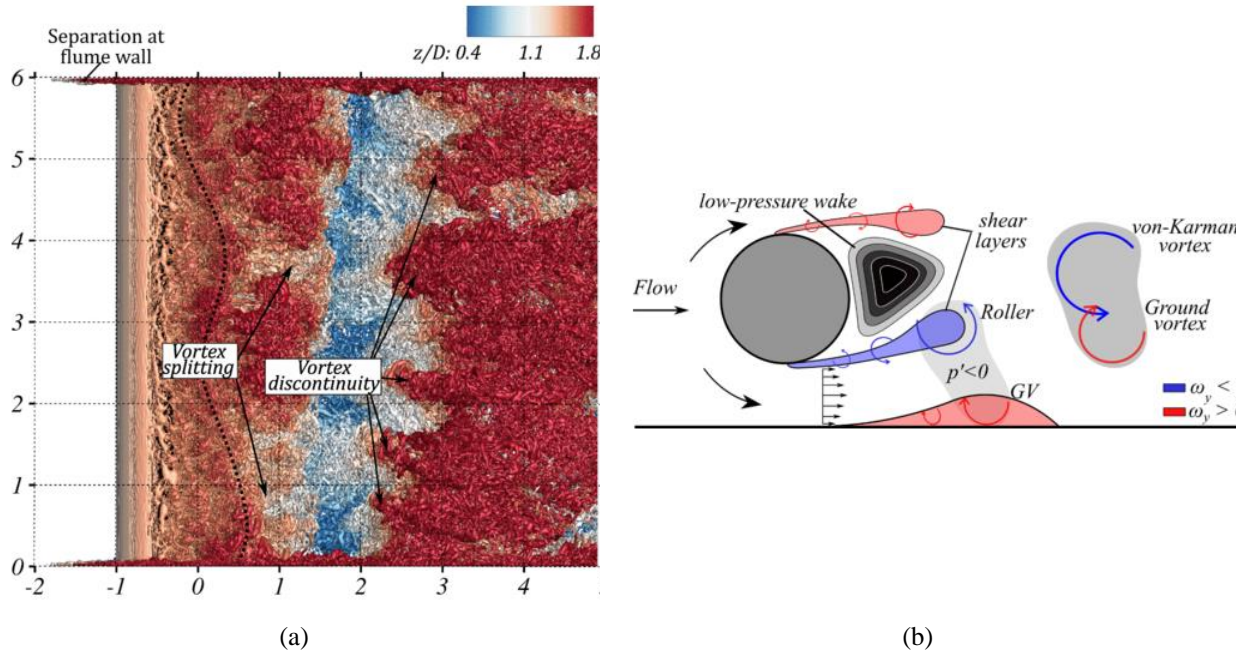 Separation at
flume wall
z/D: 0.4 1.1 1.8
6
5
4
3
2
1
0
Vortex
splitting
Vortex
discontinuity
-2 -1 0 1 2 3 4
(a)
low-pressure wake
shear
layers
von-Karman
vortex
Flow
Roller
Ground
vortex
p'<0
GV
ω_y <
ω_y >
(b)